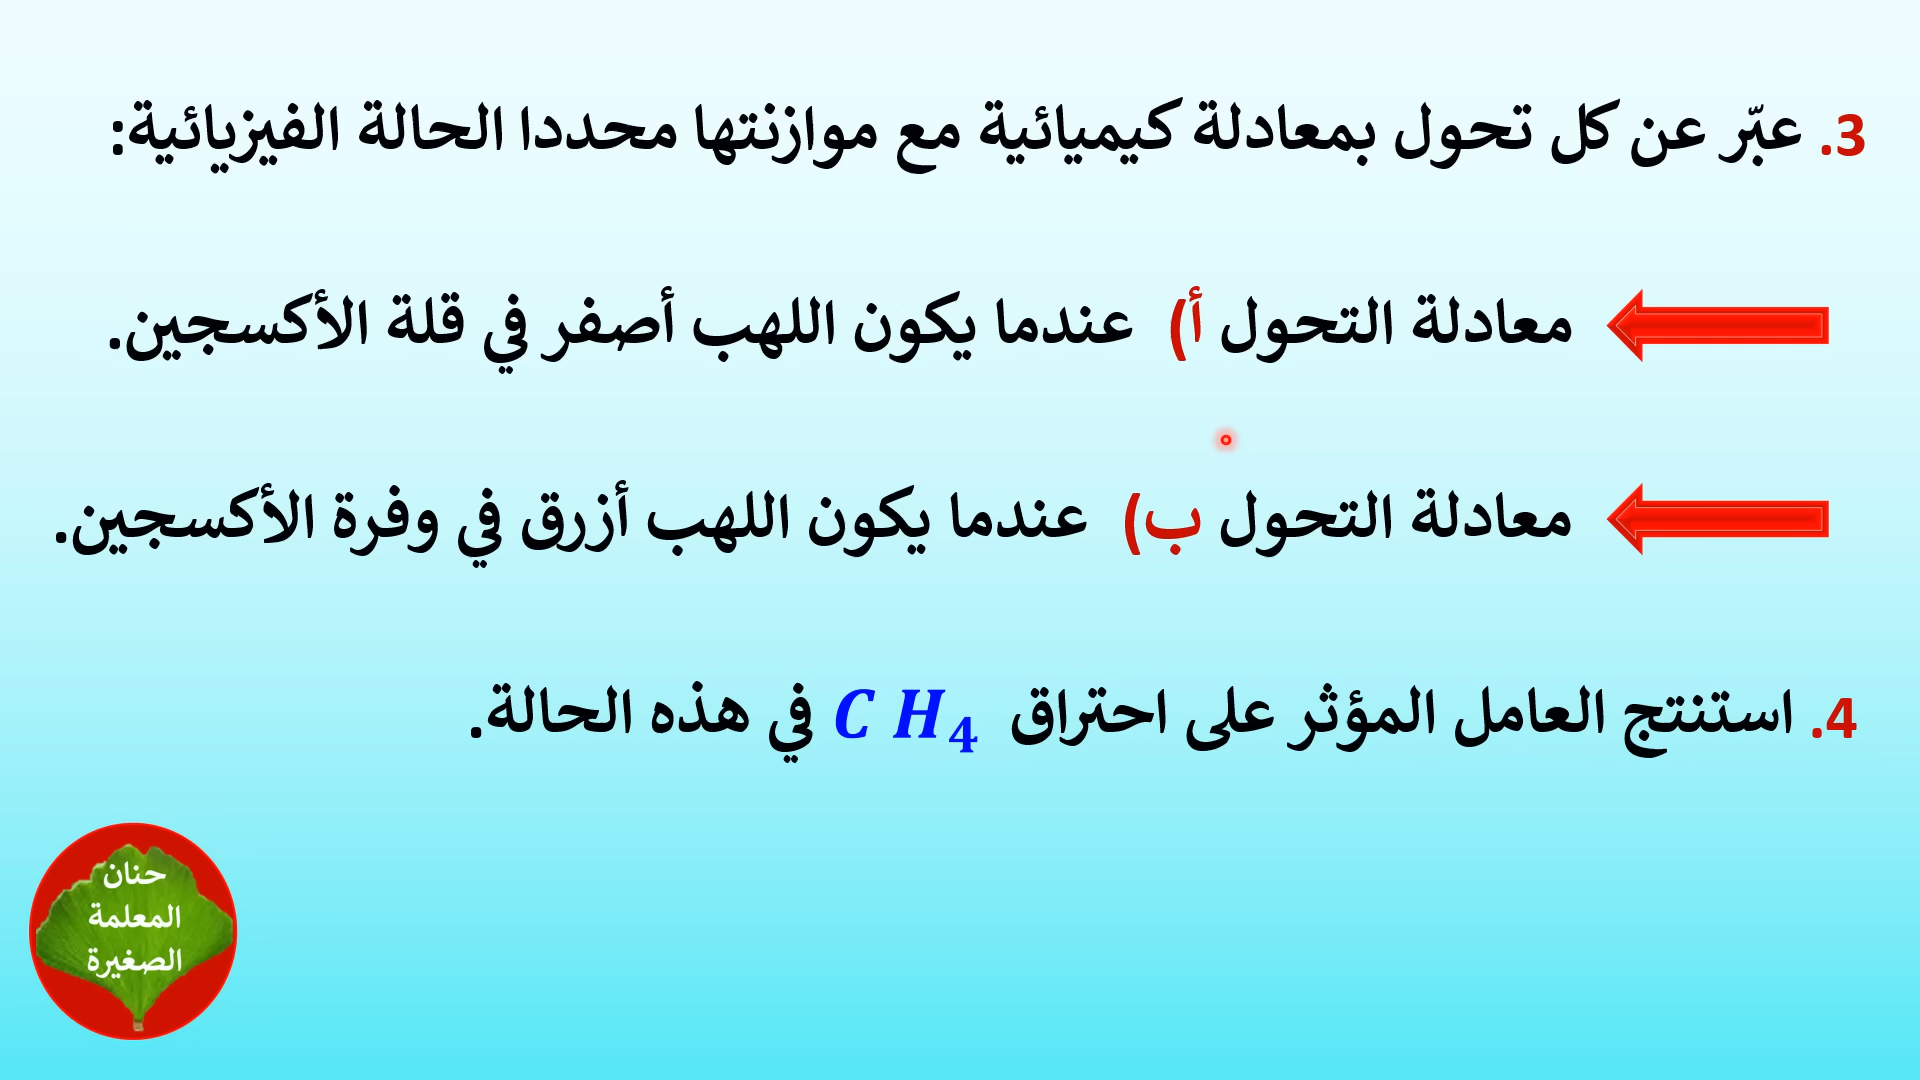 3. عبّر عن كل تحول بمعادلة كيميائية مع موازنتها محددا الحالة الفيزيائية:
معادلة التحول أ) عندما يكون اللهب أصفر في قلة الأكسجين.
معادلة التحول ب) عندما يكون اللهب أزرق في وفرة الأكسجين.
4. استنتج العامل المؤثر على احتراق C H₄ في هذه الحالة.
حنان
المعلمة
الصغيرة